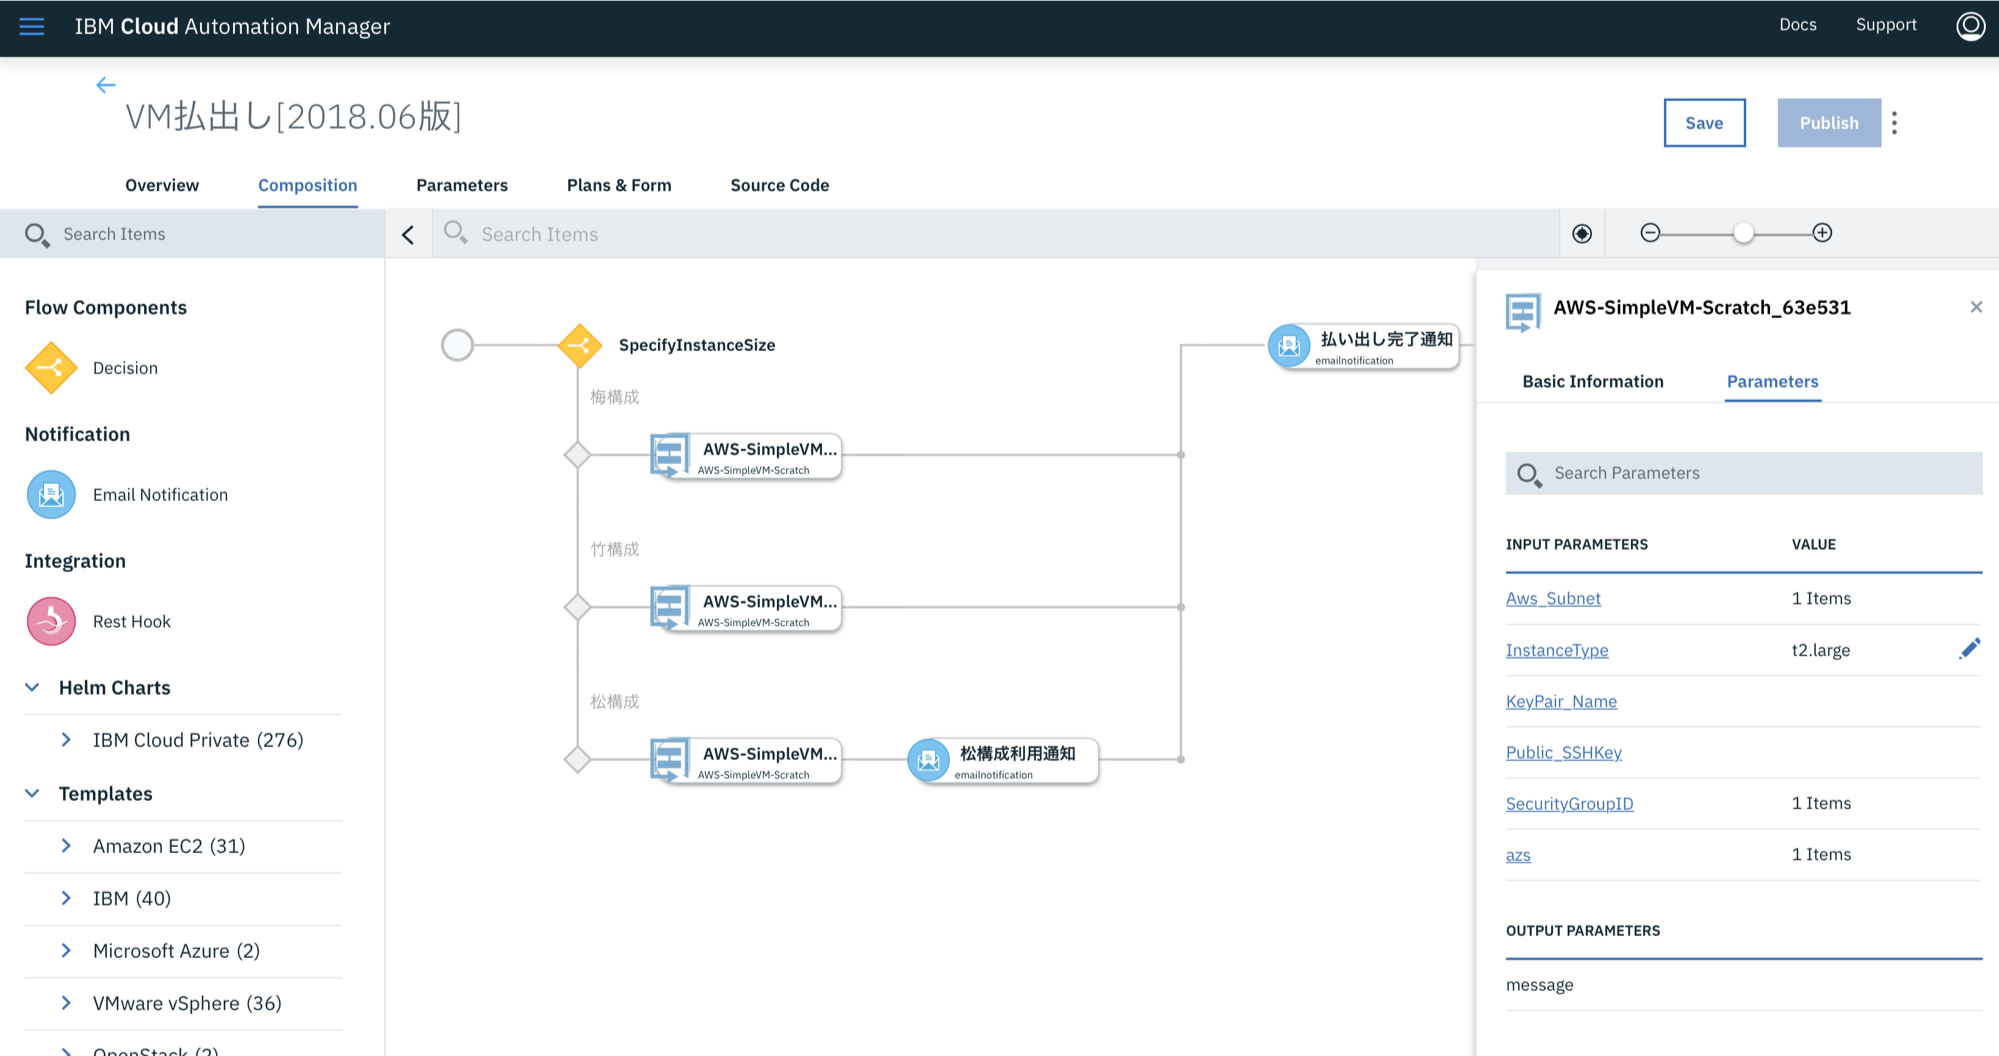 IBM Cloud Automation Manager
Docs
Support
VM払出し[2018.06版]
Save
Publish
Overview
Composition
Parameters
Plans & Form
Source Code
Search Items
Search Items
Flow Components
Decision
Notification
Email Notification
Integration
Rest Hook
Helm Charts
IBM Cloud Private (276)
Templates
Amazon EC2 (31)
IBM (40)
Microsoft Azure (2)
VMware vSphere (36)
OpenStack (2)
SpecifyInstanceSize
梅構成
AWS-SimpleVM...
AWS-SimpleVM-Scratch
竹構成
AWS-SimpleVM...
AWS-SimpleVM-Scratch
松構成
AWS-SimpleVM...
AWS-SimpleVM-Scratch
松構成利用通知
emailnotification
払い出し完了通知
emailnotification
AWS-SimpleVM-Scratch_63e531
Basic Information
Parameters
Search Parameters
INPUT PARAMETERS VALUE
Aws_Subnet 1 Items
InstanceType t2.large
KeyPair_Name
Public_SSHKey
SecurityGroupID 1 Items
azs 1 Items
OUTPUT PARAMETERS
message